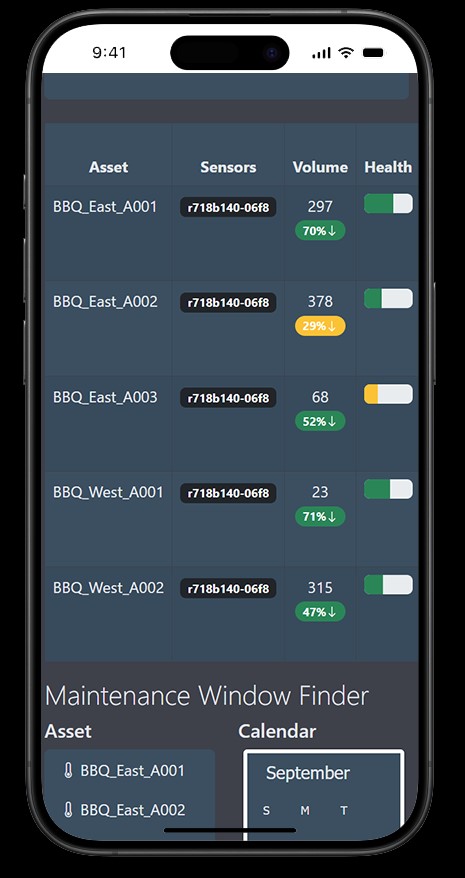 9:41
Asset Sensors Volume Health
BBQ_East_A001 r718b140-06f8 297
70%↓
BBQ_East_A002 r718b140-06f8 378
29%↓
BBQ_East_A003 r718b140-06f8 68
52%↓
BBQ_West_A001 r718b140-06f8 23
71%↓
BBQ_West_A002 r718b140-06f8 315
47%↓
Maintenance Window Finder
Asset Calendar
BBQ_East_A001 September
BBQ_East_A002 S M T